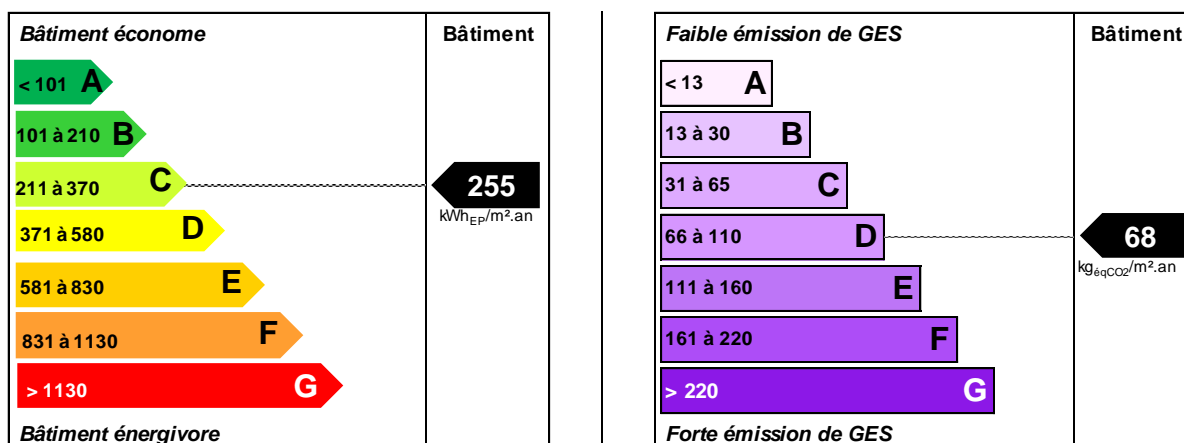 Bâtiment économe
Bâtiment
< 101 A
101 à 210 B
211 à 370 C
255
kWhEP/m².an
371 à 580 D
581 à 830 E
831 à 1130 F
> 1130 G
Bâtiment énergivore
Faible émission de GES
Bâtiment
< 13 A
13 à 30 B
31 à 65 C
66 à 110 D
68
kgéqCO2/m².an
111 à 160 E
161 à 220 F
> 220 G
Forte émission de GES